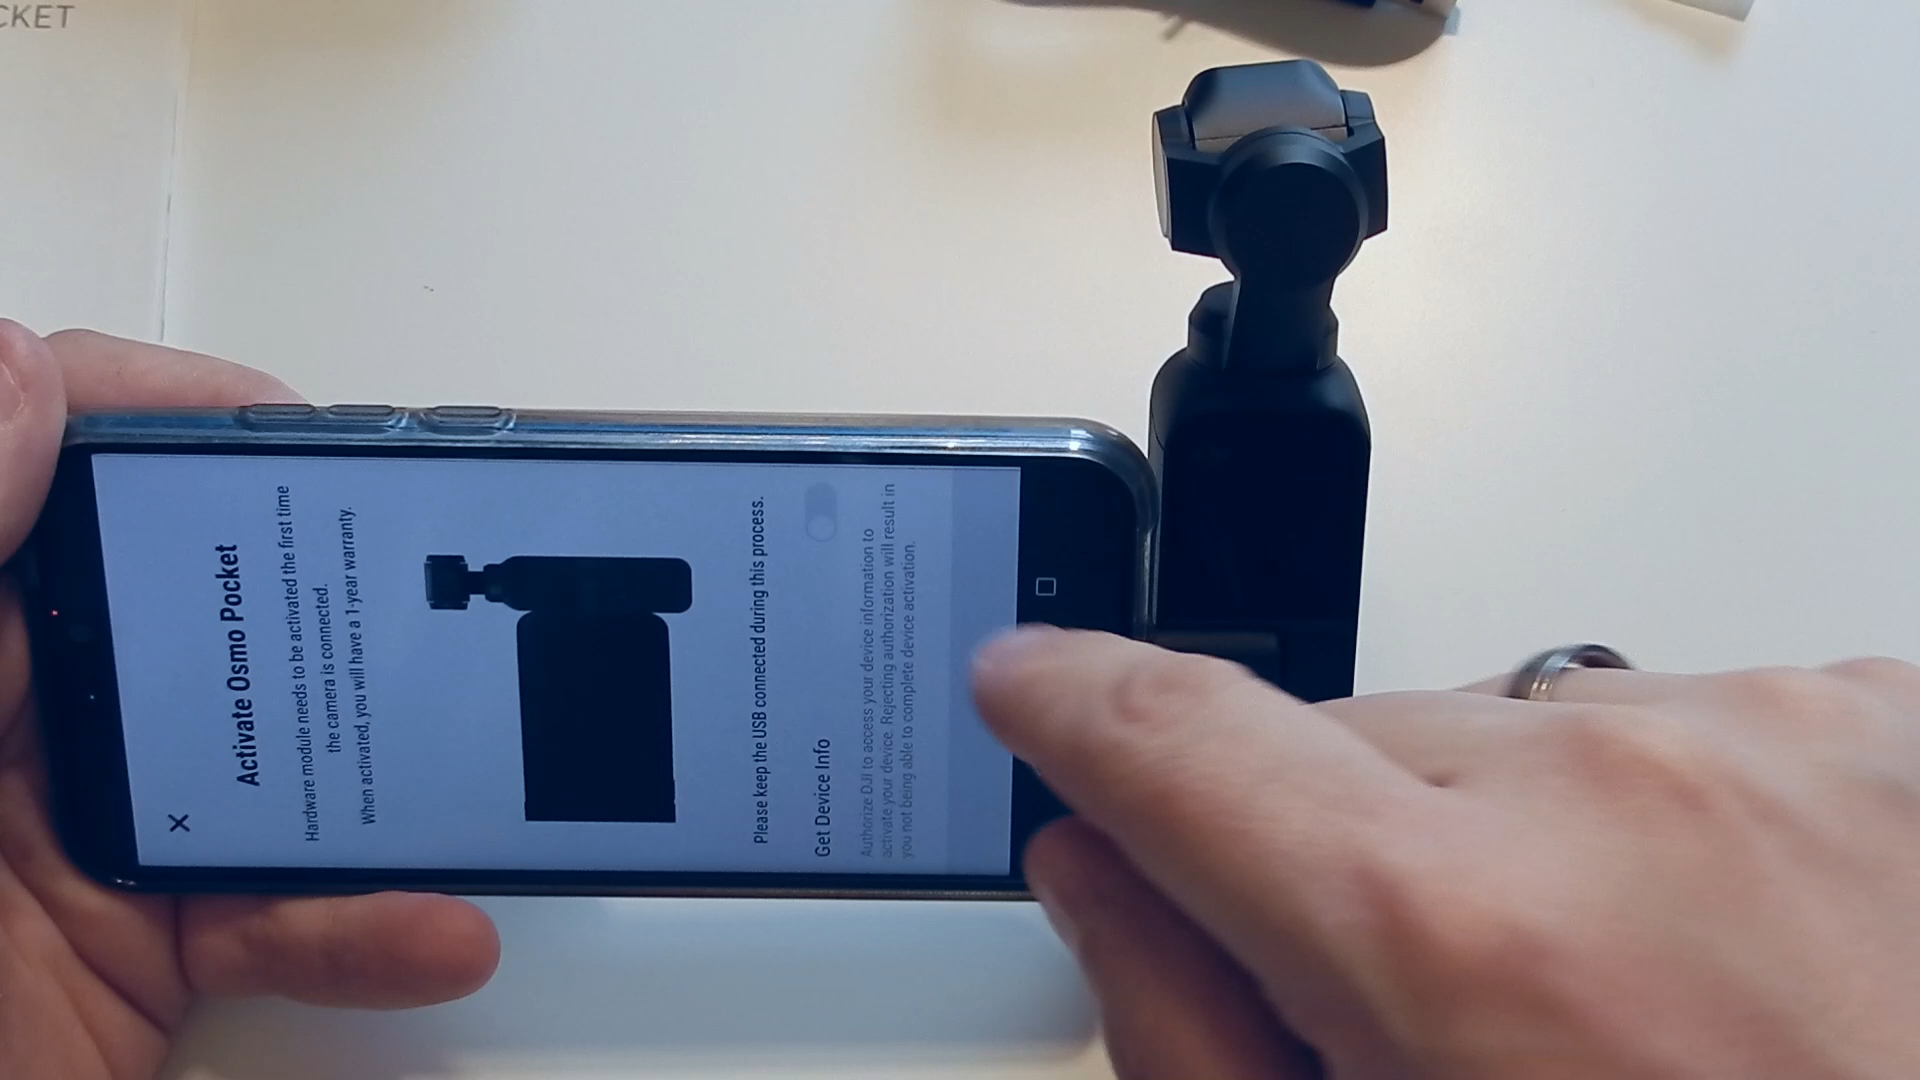 CKET
Activate Osmo Pocket
Hardware module needs to be activated the first time
the camera is connected.
When activated, you will have a 1-year warranty.
Please keep the USB connected during this process.
Get Device Info
Authorize DJI to access your device information to
activate your device. Rejecting authorization will result in
you not being able to complete device activation.